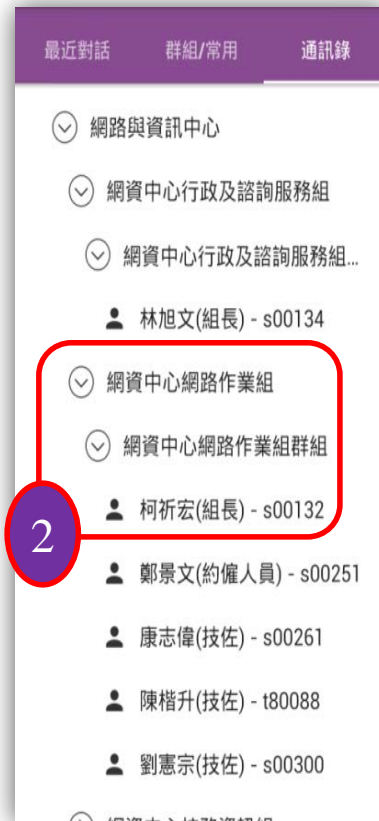 最近對話 群組/常用 通訊錄
網路與資訊中心
網資中心行政及諮詢服務組
網資中心行政及諮詢服務組...
林旭文(組長) - s00134
網資中心網路作業組
網資中心網路作業組群組
柯祈宏(組長) - s00132
2
鄭景文(約僱人員) - s00251
康志偉(技佐) - s00261
陳楷升(技佐) - t80088
劉憲宗(技佐) - s00300